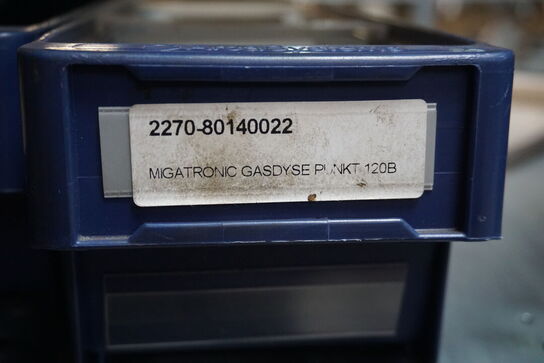 2270-80140022
MIGATRONIC GASDYSE PUNKT 120B